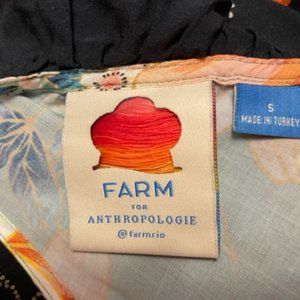 FARM
FOR
ANTHROPOLOGIE
@farmrio
S
MADE IN TURKEY